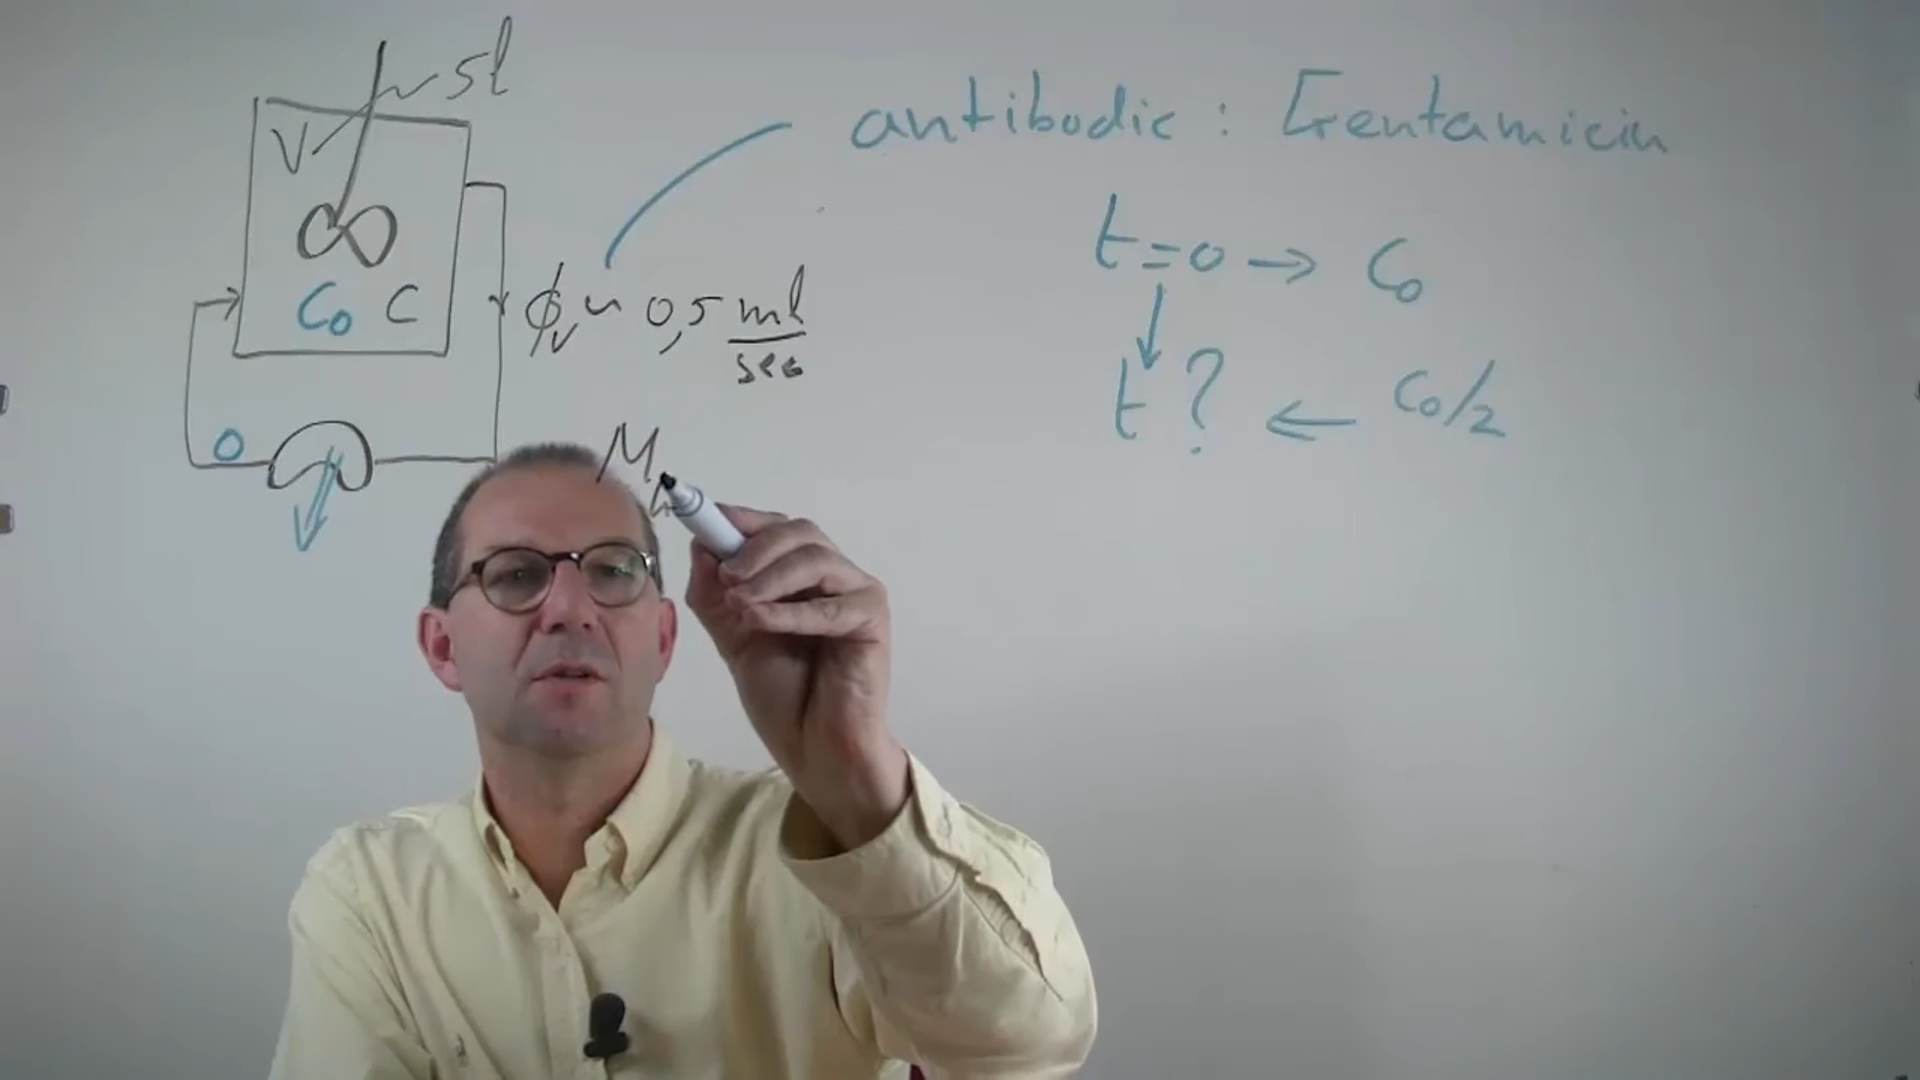 V ~ 5l
antibodic : Gentamicin
t=0 → C₀
C₀ C
ϕᵥ ~ 0,5 ml/sec
t? ← C₀/2
0
M